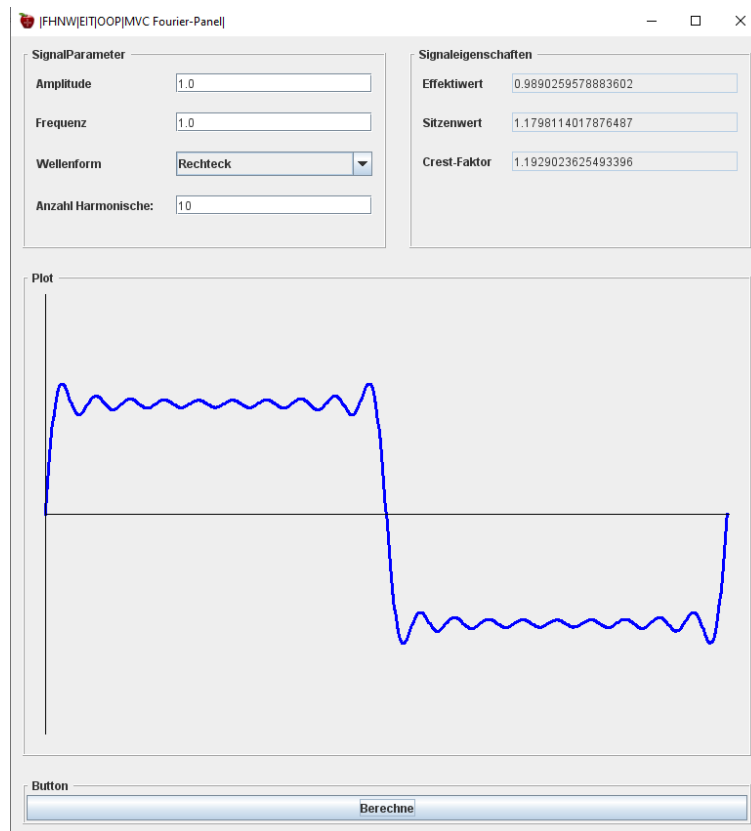 |FHNW|EIT|OOP|MVC Fourier-Panel|
SignalParameter
Amplitude 1.0
Frequenz 1.0
Wellenform Rechteck
Anzahl Harmonische: 10
Signaleigenschaften
Effektiwert 0.9890259578883602
Sitzenwert 1.1798114017876487
Crest-Faktor 1.1929023625493396
Plot
Button
Berechne